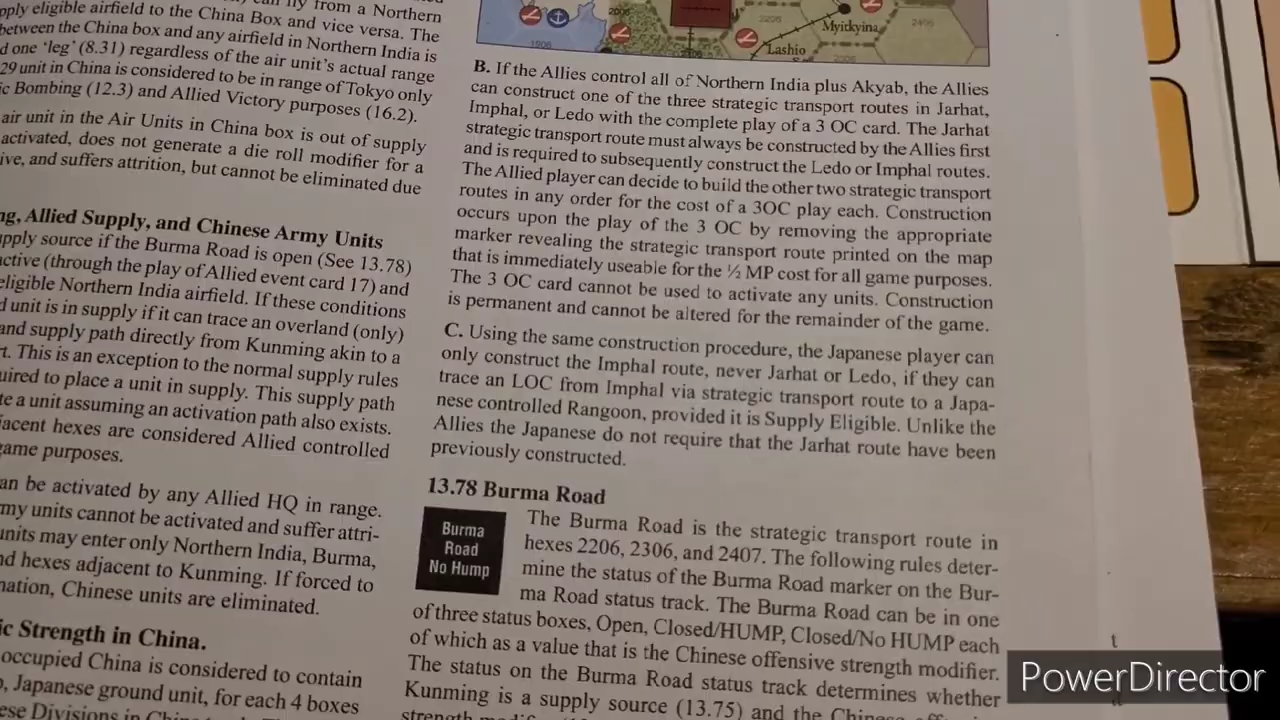 fly from a Northern
pply eligible airfield to the China Box and vice versa. The
between the China box and any airfield in Northern India is
d one 'leg' (8.31) regardless of the air unit's actual range
29 unit in China is considered to be in range of Tokyo only
ic Bombing (12.3) and Allied Victory purposes (16.2).
air unit in the Air Units in China box is out of supply
activated, does not generate a die roll modifier for a
ive, and suffers attrition, but cannot be eliminated due
ng, Allied Supply, and Chinese Army Units
upply source if the Burma Road is open (See 13.78)
active (through the play of Allied event card 17) and
eligible Northern India airfield. If these conditions
d unit is in supply if it can trace an overland (only)
and supply path directly from Kunming akin to a
rt. This is an exception to the normal supply rules
uired to place a unit in supply. This supply path
te a unit assuming an activation path also exists.
jacent hexes are considered Allied controlled
game purposes.
an be activated by any Allied HQ in range.
my units cannot be activated and suffer attri-
units may enter only Northern India, Burma,
nd hexes adjacent to Kunming. If forced to
nation, Chinese units are eliminated.
ic Strength in China.
occupied China is considered to contain
, Japanese ground unit, for each 4 boxes
ese Divisions in
1906
2006
2206
Myitkyina
2406
Lashio
B. If the Allies control all of Northern India plus Akyab, the Allies
can construct one of the three strategic transport routes in Jarhat,
Imphal, or Ledo with the complete play of a 3 OC card. The Jarhat
strategic transport route must always be constructed by the Allies first
and is required to subsequently construct the Ledo or Imphal routes.
The Allied player can decide to build the other two strategic transport
routes in any order for the cost of a 3OC play each. Construction
occurs upon the play of the 3 OC by removing the appropriate
marker revealing the strategic transport route printed on the map
that is immediately useable for the ½ MP cost for all game purposes.
The 3 OC card cannot be used to activate any units. Construction
is permanent and cannot be altered for the remainder of the game.
C. Using the same construction procedure, the Japanese player can
only construct the Imphal route, never Jarhat or Ledo, if they can
trace an LOC from Imphal via strategic transport route to a Japa-
nese controlled Rangoon, provided it is Supply Eligible. Unlike the
Allies the Japanese do not require that the Jarhat route have been
previously constructed.
13.78 Burma Road
Burma
Road
No Hump
The Burma Road is the strategic transport route in
hexes 2206, 2306, and 2407. The following rules deter-
mine the status of the Burma Road marker on the Bur-
ma Road status track. The Burma Road can be in one
of three status boxes, Open, Closed/HUMP, Closed/No HUMP each
of which as a value that is the Chinese offensive strength modifier.
The status on the Burma Road status track determines whether
Kunming is a supply source (13.75) and the Chinese
t
PowerDirector